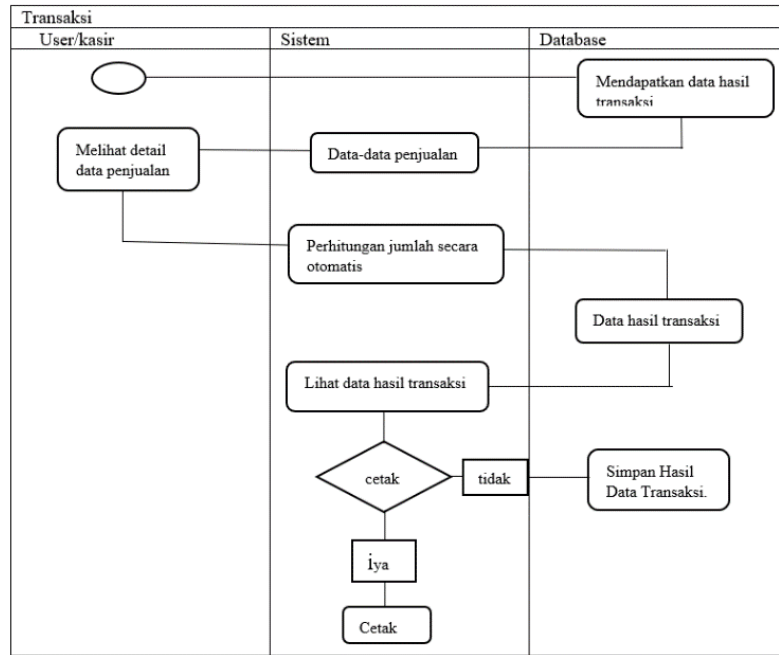 Transaksi
User/kasir
Sistem
Database
Mendapatkan data hasil
transaksi
Melihat detail
data penjualan
Data-data penjualan
Perhitungan jumlah secara
otomatis
Data hasil transaksi
Lihat data hasil transaksi
cetak
tidak
Simpan Hasil
Data Transaksi.
iya
Cetak